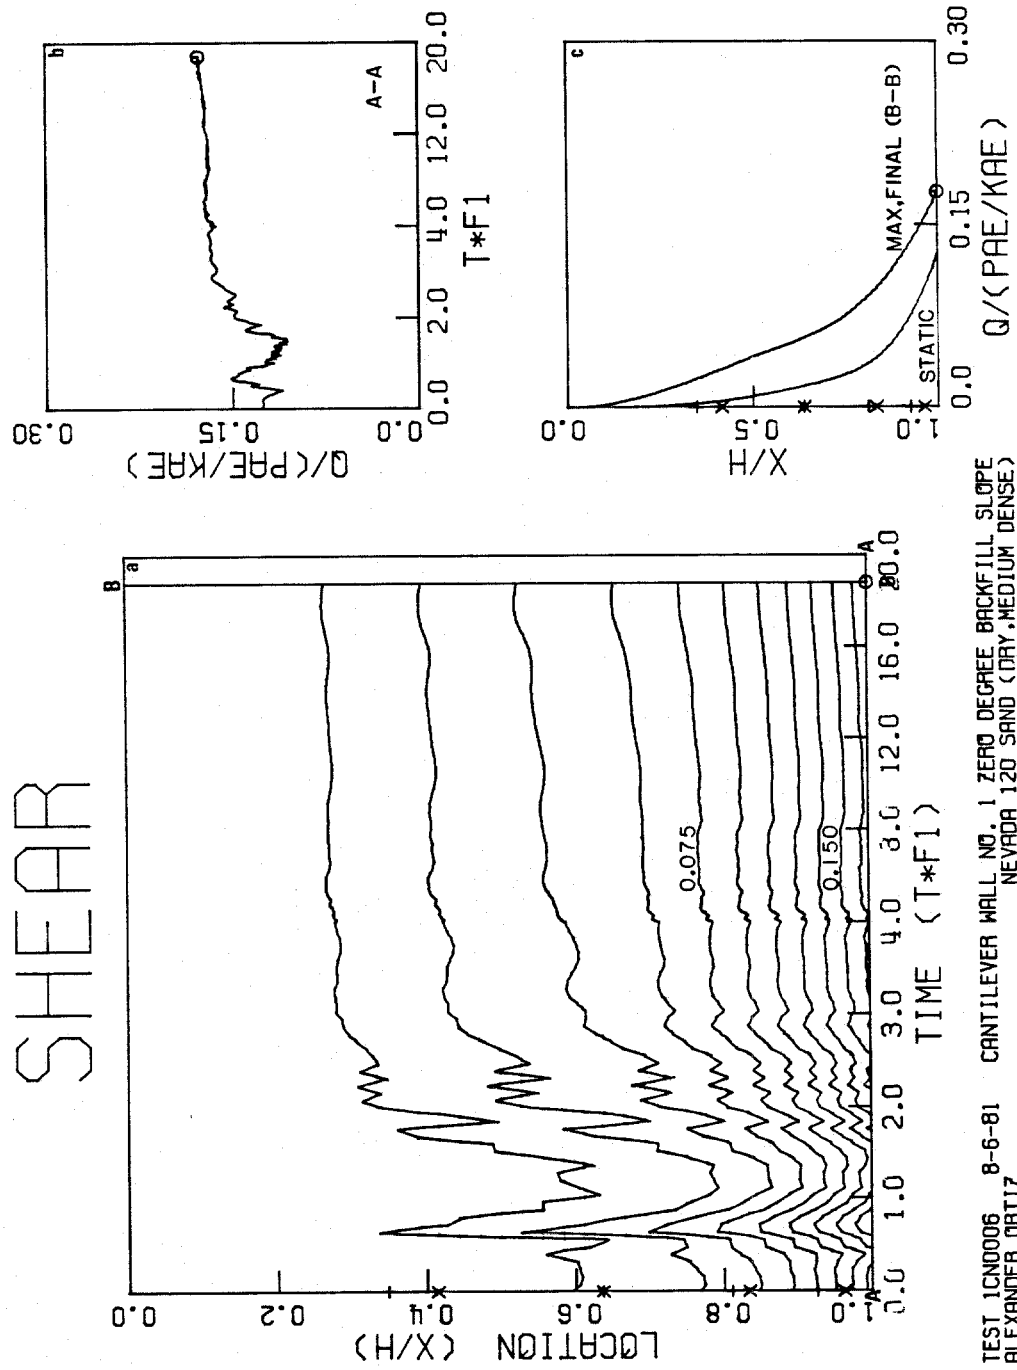 SHEAR
B
a
0.0
0.2
0.4
0.6
0.8
1.0
LOCATION
(X/H)
0.075
0.150
A
A
B
0.0
1.0
2.0
3.0
4.0
8.0
12.0
16.0
20.0
TIME (T*F1)
b
0.30
0.15
0.0
Q/(PAE/KAE)
A-A
0.0
2.0
4.0
12.0
20.0
T*F1
c
0.0
0.5
1.0
X/H
STATIC
MAX,FINAL (B-B)
0.0
0.15
0.30
Q/(PAE/KAE)
TEST 1CN0006 8-6-81 CANTILEVER WALL NO. 1 ZERO DEGREE BACKFILL SLOPE
ALEXANDER ORTIZ NEVADA 120 SAND (DRY,MEDIUM DENSE)